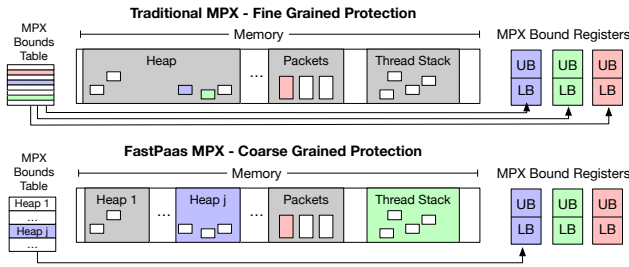 Traditional MPX - Fine Grained Protection
MPX
Bounds
Table
Memory
MPX Bound Registers
Heap
...
Packets
Thread Stack
UB
UB
UB
LB
LB
LB
FastPaas MPX - Coarse Grained Protection
MPX
Bounds
Table
Memory
MPX Bound Registers
Heap 1
...
Heap j
...
Heap 1
...
Heap j
...
Packets
Thread Stack
UB
UB
UB
LB
LB
LB